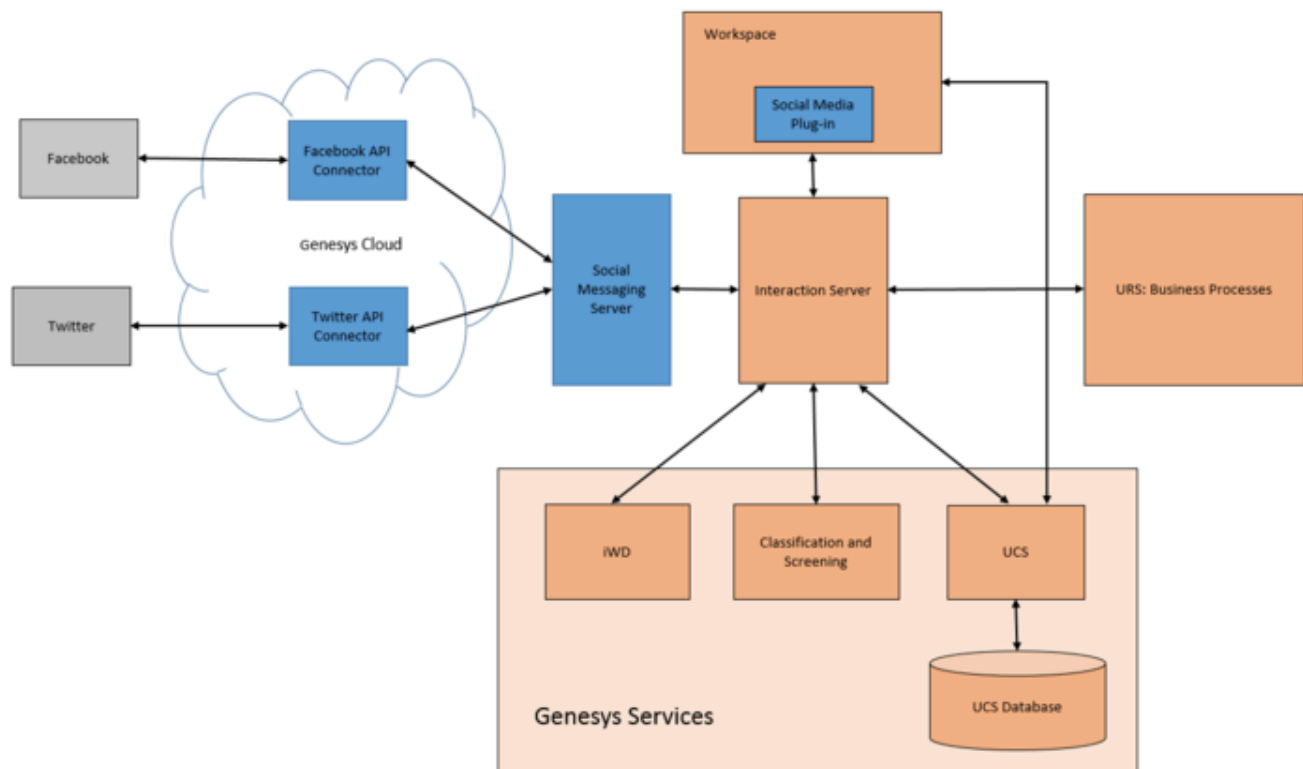 Workspace
Social Media
Plug-in
Facebook
Facebook API
Connector
Genesys Cloud
Social
Messaging
Server
Interaction Server
URS: Business Processes
Twitter
Twitter API
Connector
iWD
Classification and
Screening
UCS
Genesys Services
UCS Database